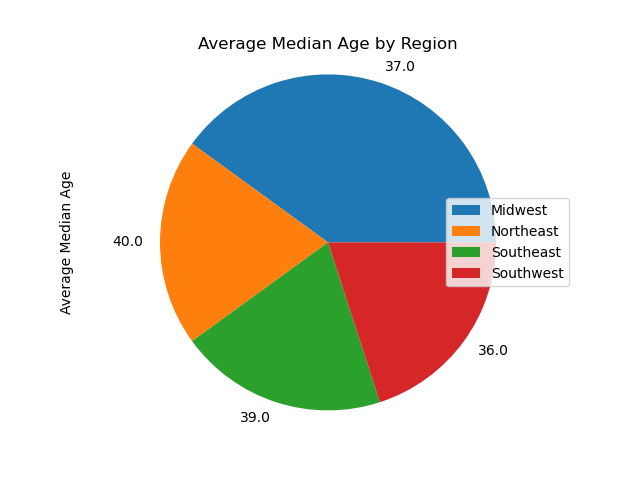 Average Median Age by Region
37.0
40.0
39.0
36.0
Average Median Age
Midwest
Northeast
Southeast
Southwest